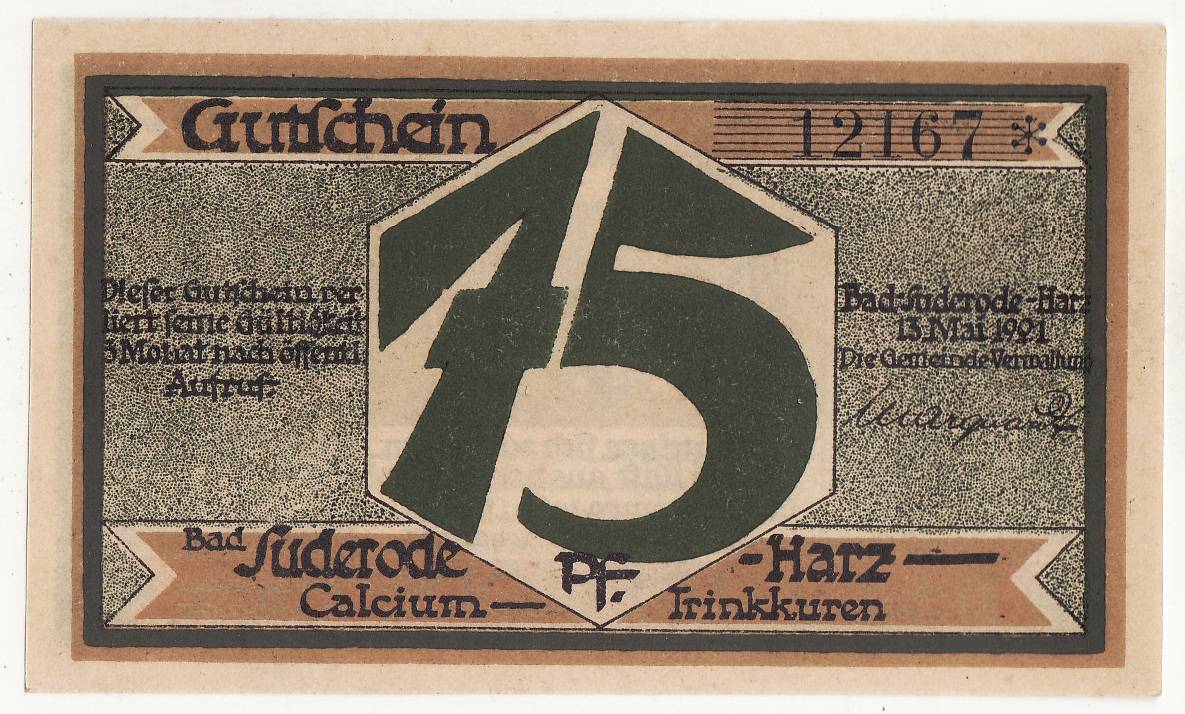 Gutschein
12167 *
Dieser Gutschein ver
liert seine Gültigkeit
3 Monat nach öffentl.
Aufruf.
15
Pf.
Bad-Suderode-Harz
13. Mai 1921
Die Gemeinde Verwaltung
Bad Suderode -Harz—
Calcium— Trinkkuren